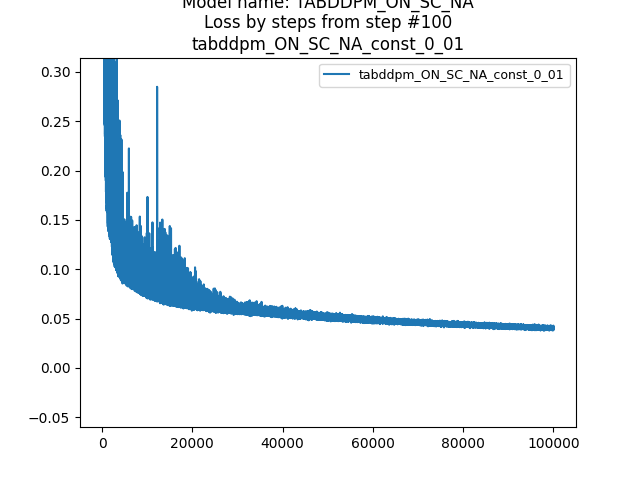 Model name: TABDDPM_ON_SC_NA
Loss by steps from step #100
tabddpm_ON_SC_NA_const_0_01
tabddpm_ON_SC_NA_const_0_01
0.30
0.25
0.20
0.15
0.10
0.05
0.00
−0.05
0 20000 40000 60000 80000 100000